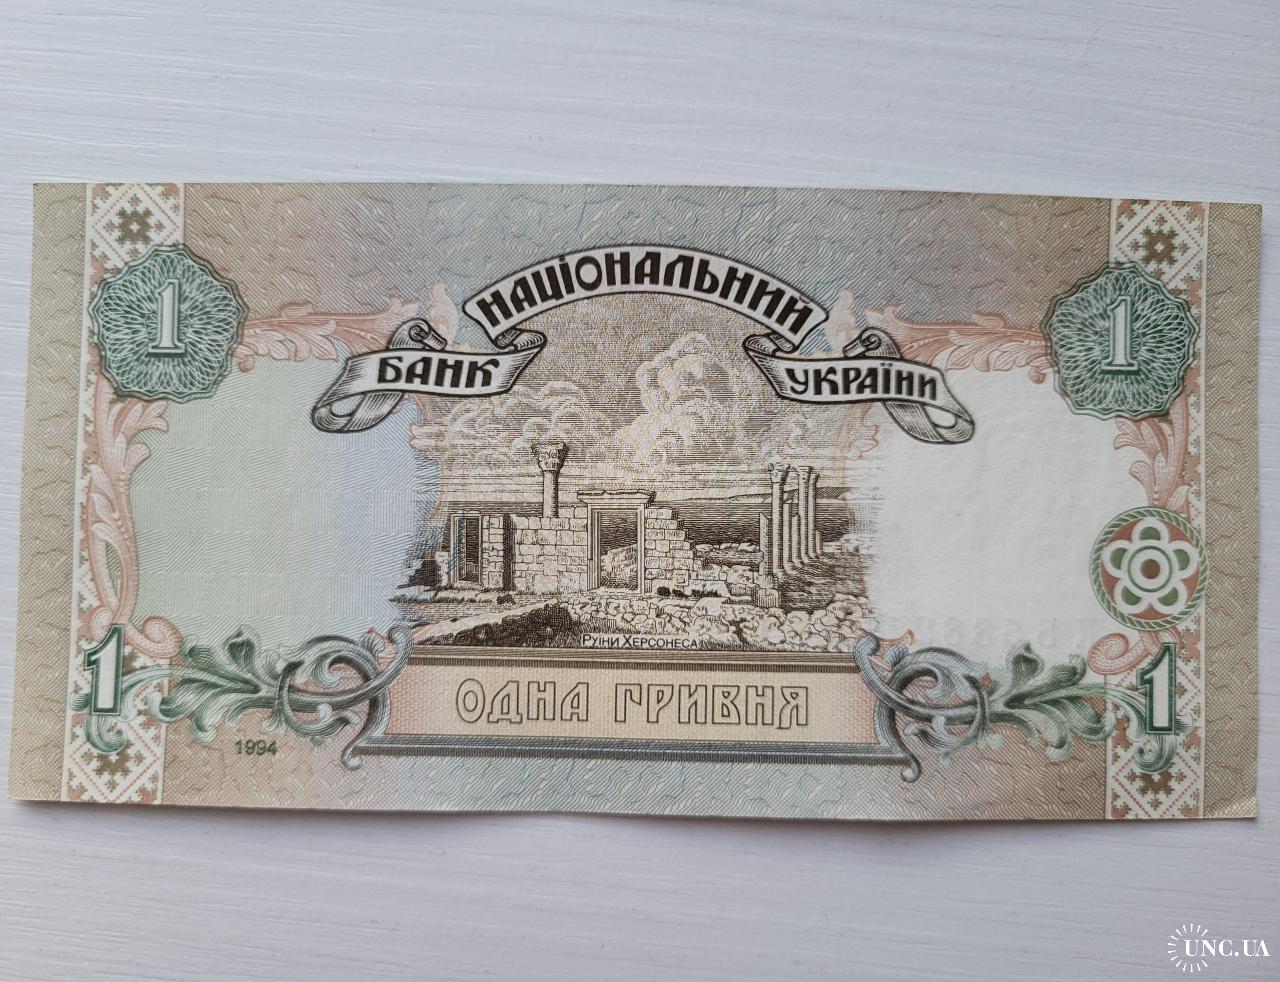 НАЦІОНАЛЬНИЙ
БАНК УКРАЇНИ
1 1
РУЇНИ ХЕРСОНЕСА
1 ОДНА ГРИВНЯ 1
1994
UNC.UA